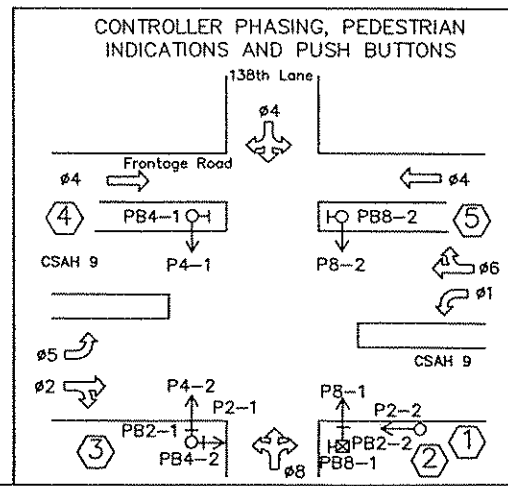 CONTROLLER PHASING, PEDESTRIAN
INDICATIONS AND PUSH BUTTONS
138th Lane
ø4
Frontage Road
ø4
ø4
4
PB4-1
PB8-2
5
CSAH 9
P4-1
P8-2
ø6
ø1
ø5
CSAH 9
ø2
P4-2
P8-1
P2-1
P2-2
PB2-1
PB2-2
3
PB4-2
ø8
PB8-1
2
1